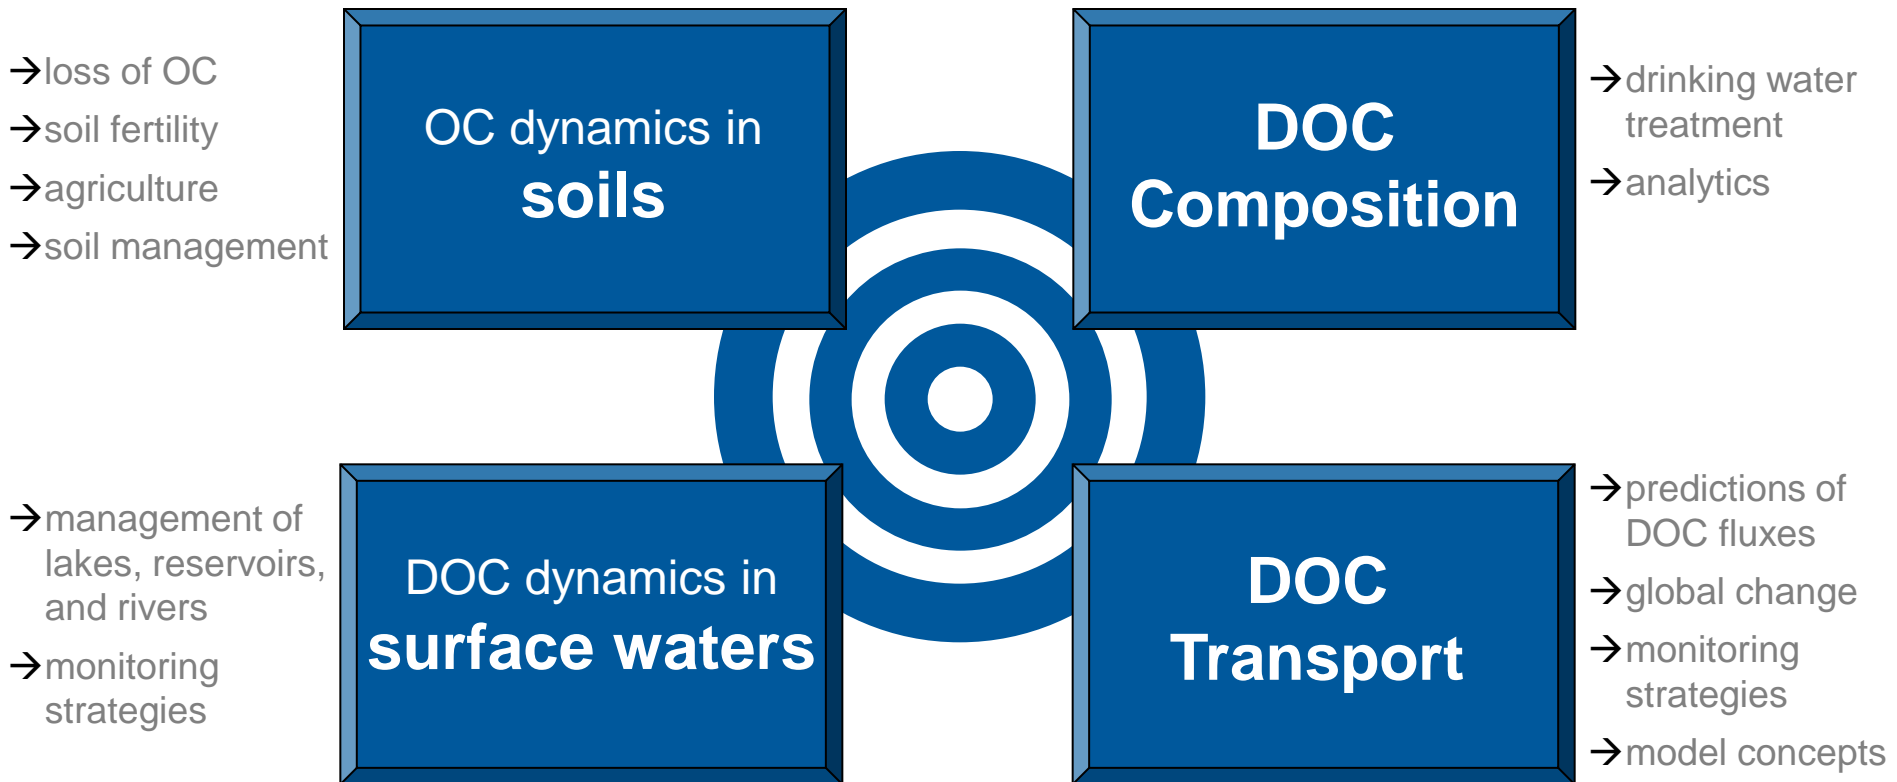 →loss of OC
→soil fertility
→agriculture
→soil management
OC dynamics in
soils
DOC
Composition
→drinking water
treatment
→analytics
→management of
lakes, reservoirs,
and rivers
→monitoring
strategies
DOC dynamics in
surface waters
DOC
Transport
→predictions of
DOC fluxes
→global change
→monitoring
strategies
→model concepts